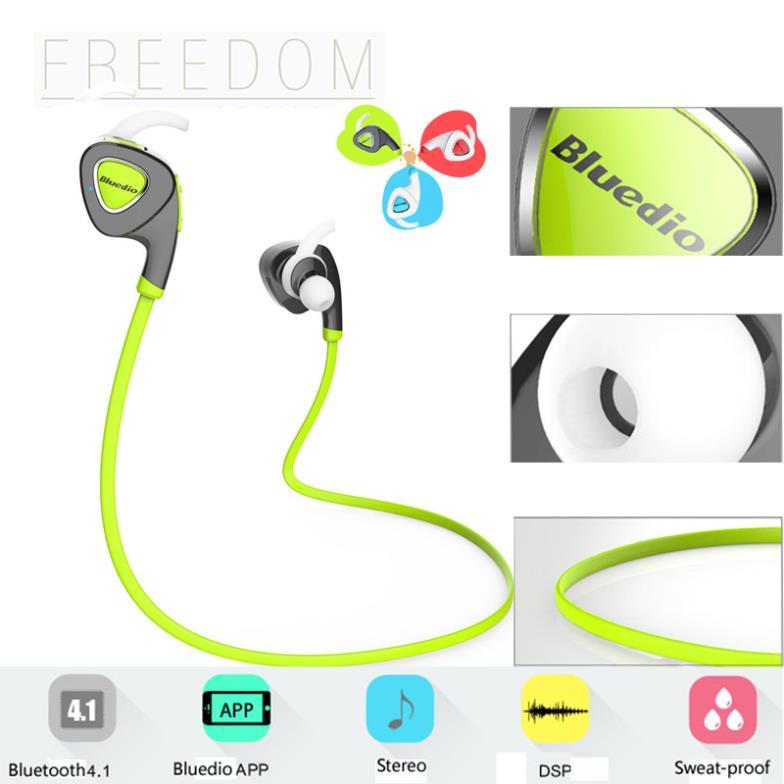 FREEDOM
Bluedio
Bluedio
4.1
APP
Bluetooth4.1
Bluedio APP
Stereo
DSP
Sweat-proof